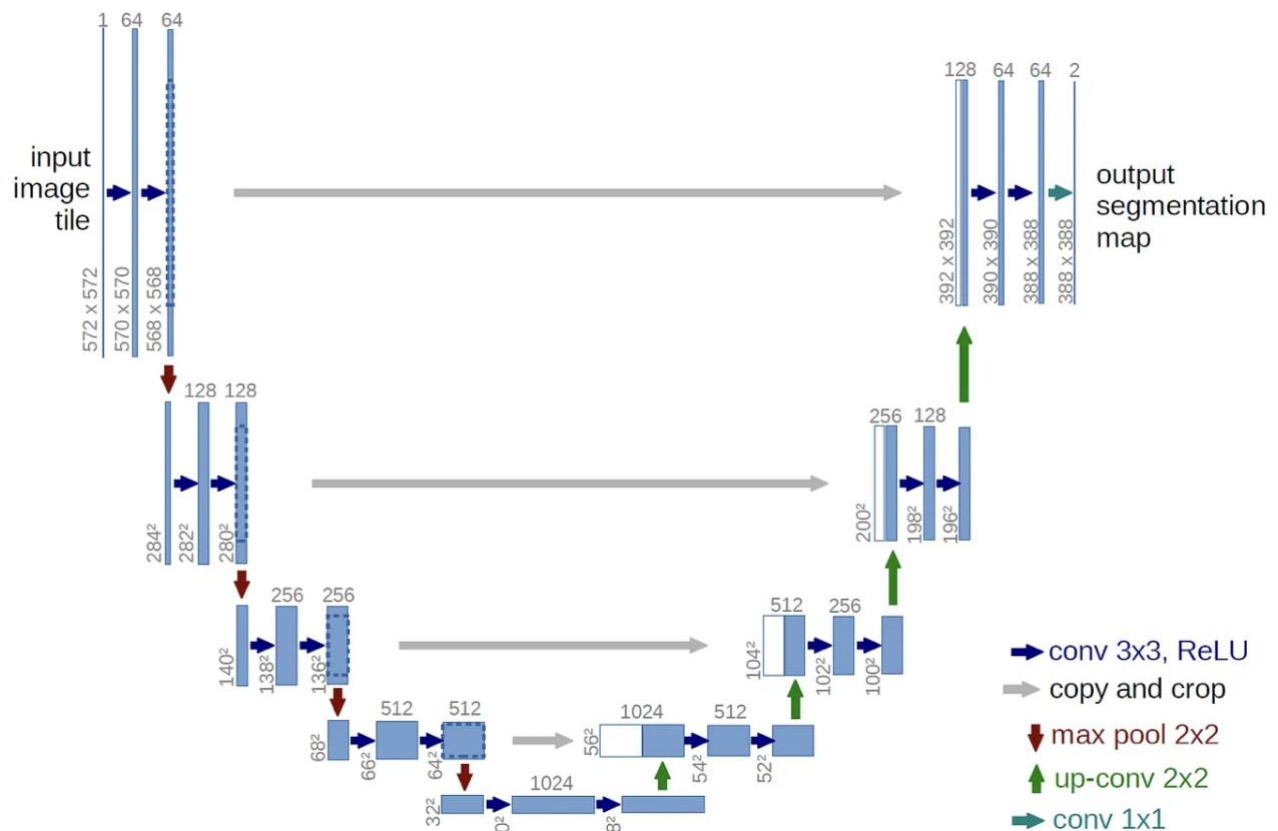 1 64 64
input
image
tile
572 x 572
570 x 570
568 x 568
128 64 64 2
output
segmentation
map
392 x 392
390 x 390
388 x 388
388 x 388
128 128
284²
282²
280²
256 128
200²
198²
196²
256 256
140²
138²
136²
512 256
104²
102²
100²
512 512
68²
66²
64²
1024 512
56²
54²
52²
1024
32²
conv 3x3, ReLU
copy and crop
max pool 2x2
up-conv 2x2
conv 1x1